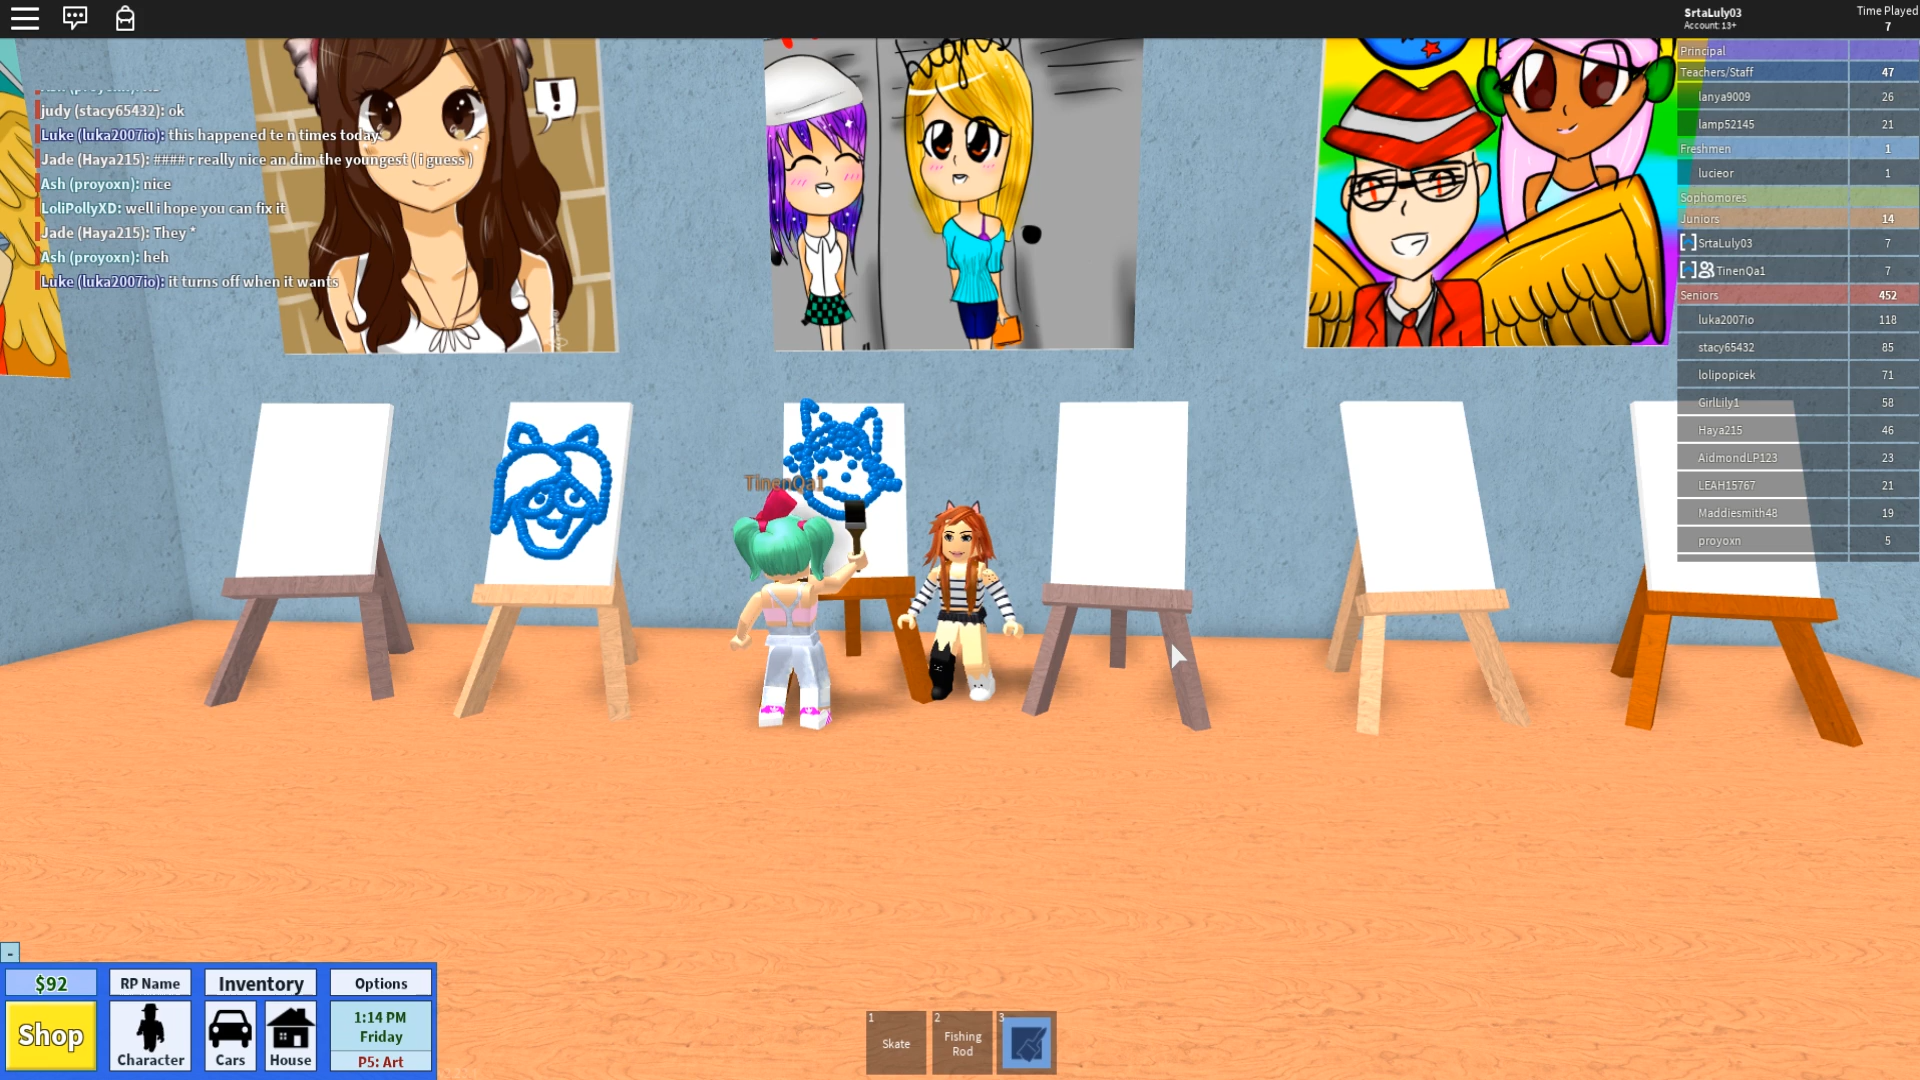 SrtaLuly03
Account: 13+
Time Played
7
judy (stacy65432): ok
Luke (luka2007io): this happened te n times today
Jade (Haya215): #### r really nice an dim the youngest ( i guess )
Ash (proyoxn): nice
LoliPollyXD: well i hope you can fix it
Jade (Haya215): They *
Ash (proyoxn): heh
Luke (luka2007io): it turns off when it wants
!
Principal
Teachers/Staff 47
lanya9009 26
lamp52145 21
Freshmen 1
lucieor 1
Sophomores
Juniors 14
SrtaLuly03 7
TinenQa1 7
Seniors 452
luka2007io 118
stacy65432 85
lolipopicek 71
GirlLily1 58
Haya215 46
AidmondLP123 23
LEAH15767 21
Maddiesmith48 19
proyoxn 5
TinenQa1
-
$92
RP Name
Inventory
Options
Shop
Character
Cars
House
1:14 PM
Friday
P5: Art
1
Skate
2
Fishing
Rod
3